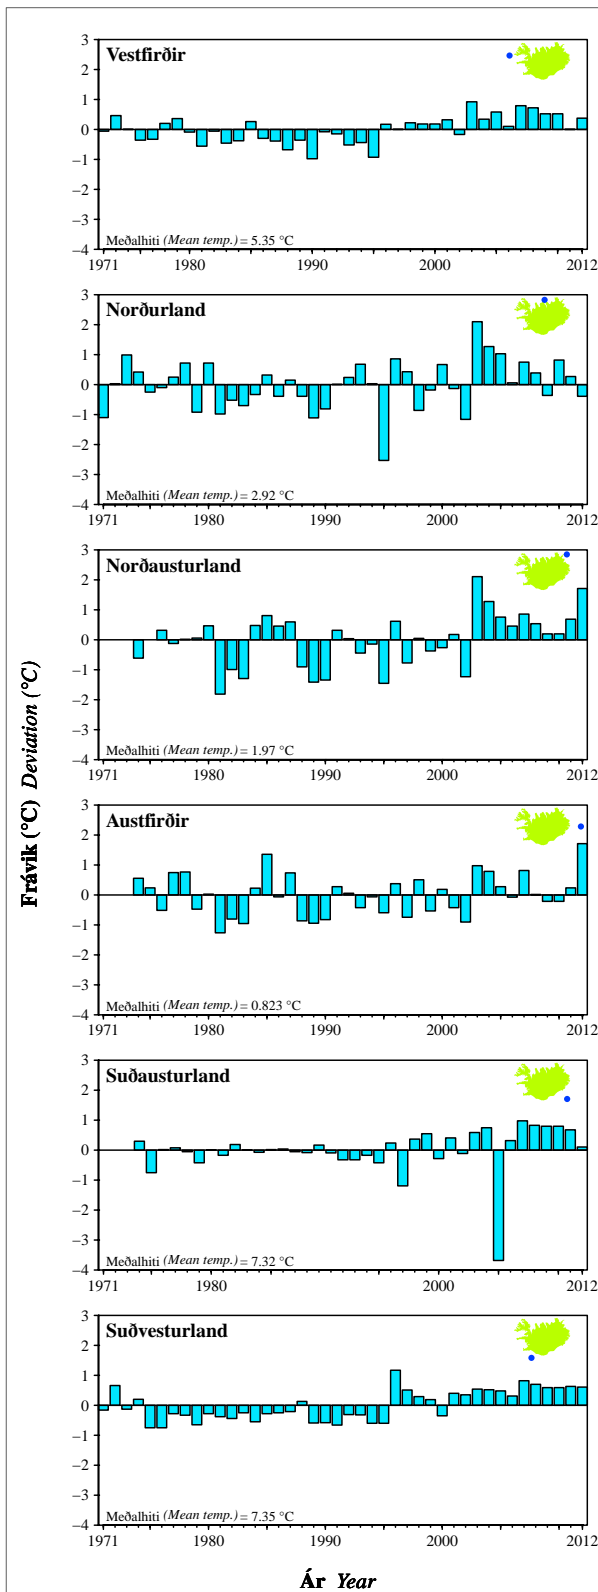 Vestfirðir
3
2
1
0
−1
−2
−3
−4
Meðalhiti (Mean temp.) = 5.35 °C
1971 1980 1990 2000 2012
Norðurland
3
2
1
0
−1
−2
−3
−4
Meðalhiti (Mean temp.) = 2.92 °C
1971 1980 1990 2000 2012
Norðausturland
3
2
1
0
−1
−2
−3
−4
Meðalhiti (Mean temp.) = 1.97 °C
1971 1980 1990 2000 2012
Frávik (°C) Deviation (°C)
Austfirðir
3
2
1
0
−1
−2
−3
−4
Meðalhiti (Mean temp.) = 0.823 °C
1971 1980 1990 2000 2012
Suðausturland
3
2
1
0
−1
−2
−3
−4
Meðalhiti (Mean temp.) = 7.32 °C
1971 1980 2000 2012
Suðvesturland
3
2
1
0
−1
−2
−3
−4
Meðalhiti (Mean temp.) = 7.35 °C
1971 1980 1990 2000 2012
Ár Year